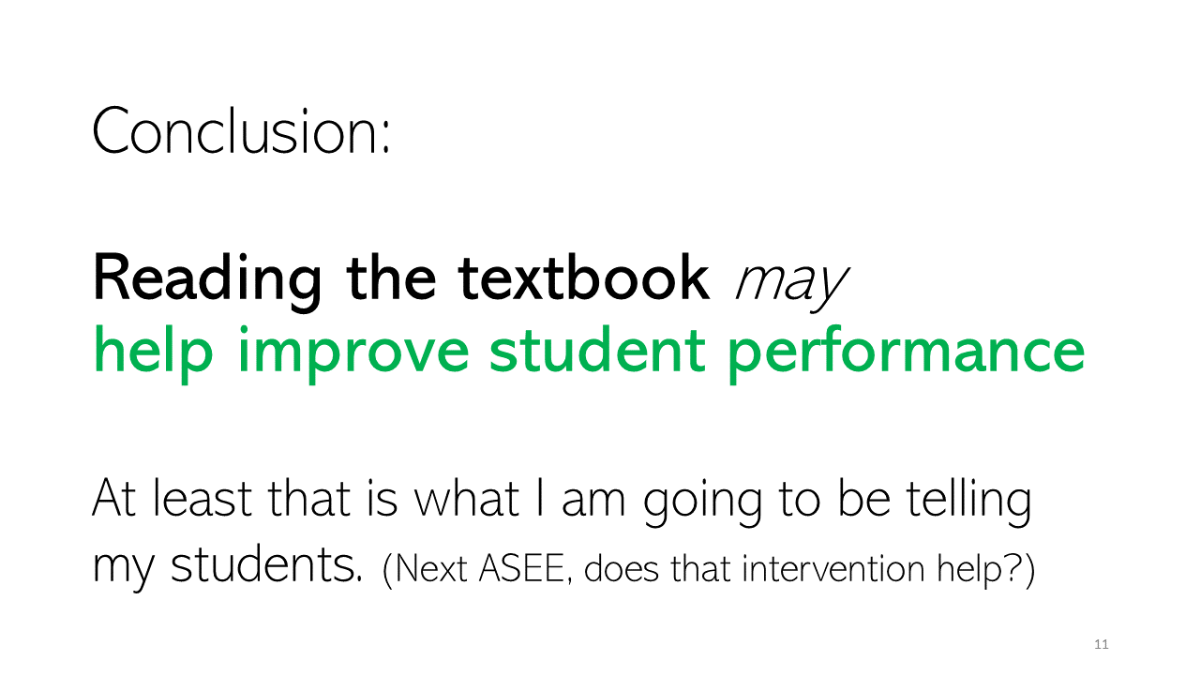 Conclusion:
Reading the textbook may
help improve student performance
At least that is what I am going to be telling
my students. (Next ASEE, does that intervention help?)
11